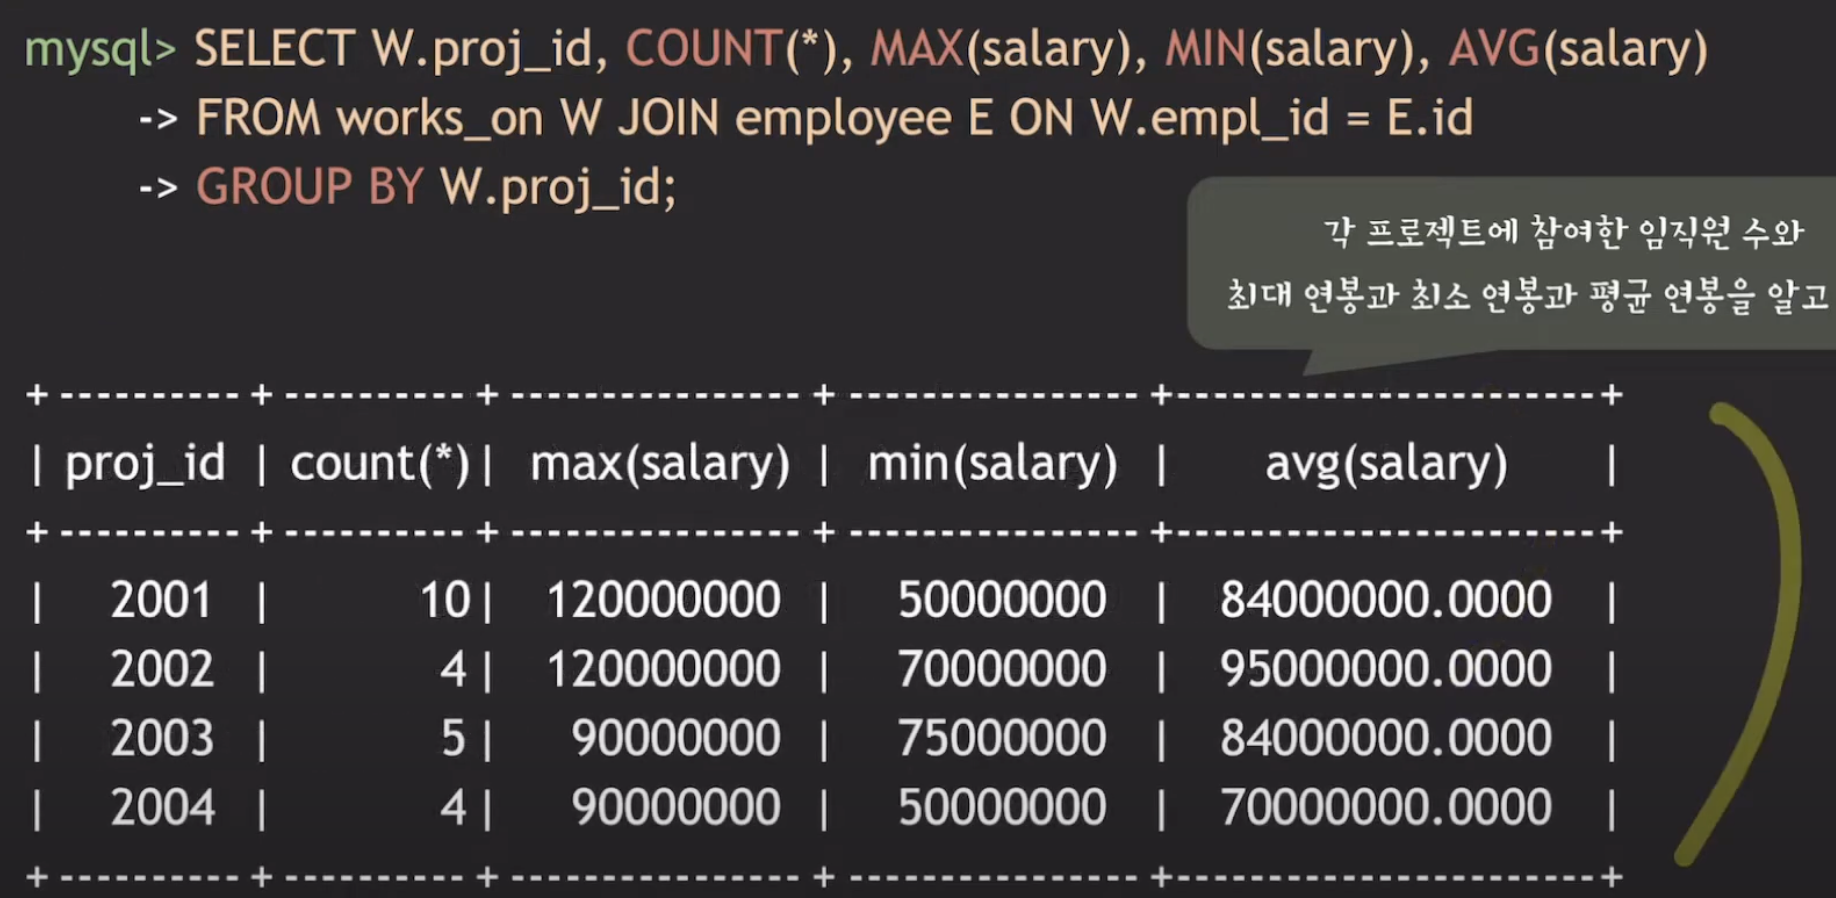 mysql> SELECT W.proj_id, COUNT(*), MAX(salary), MIN(salary), AVG(salary)
-> FROM works_on W JOIN employee E ON W.empl_id = E.id
-> GROUP BY W.proj_id;
각 프로젝트에 참여한 임직원 수와
최대 연봉과 최소 연봉과 평균 연봉을 알고
+ ---------- + ---------- + ---------------- + ---------------- +----------------------- +
| proj_id | count(*) | max(salary) | min(salary) | avg(salary) |
+ ---------- + ---------- + ---------------- + ---------------- +----------------------- +
| 2001 | 10 | 120000000 | 50000000 | 84000000.0000 |
| 2002 | 4 | 120000000 | 70000000 | 95000000.0000 |
| 2003 | 5 | 90000000 | 75000000 | 84000000.0000 |
| 2004 | 4 | 90000000 | 50000000 | 70000000.0000 |
+ ---------- + ---------- + ---------------- + ---------------- +----------------------- +